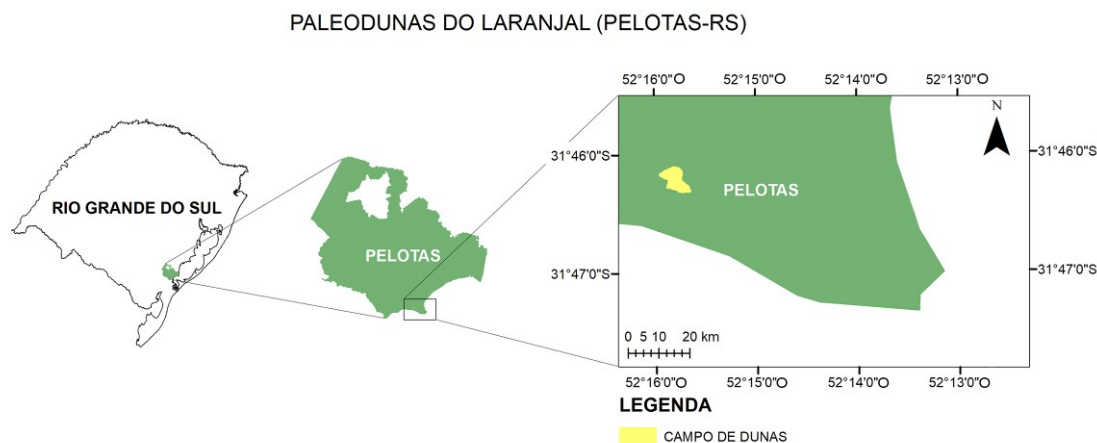 PALEODUNAS DO LARANJAL (PELOTAS-RS)
52°16'0"O 52°15'0"O 52°14'0"O 52°13'0"O
N
31°46'0"S 31°46'0"S
RIO GRANDE DO SUL
PELOTAS
PELOTAS
31°47'0"S 31°47'0"S
0 5 10 20 km
52°16'0"O 52°15'0"O 52°14'0"O 52°13'0"O
LEGENDA
CAMPO DE DUNAS